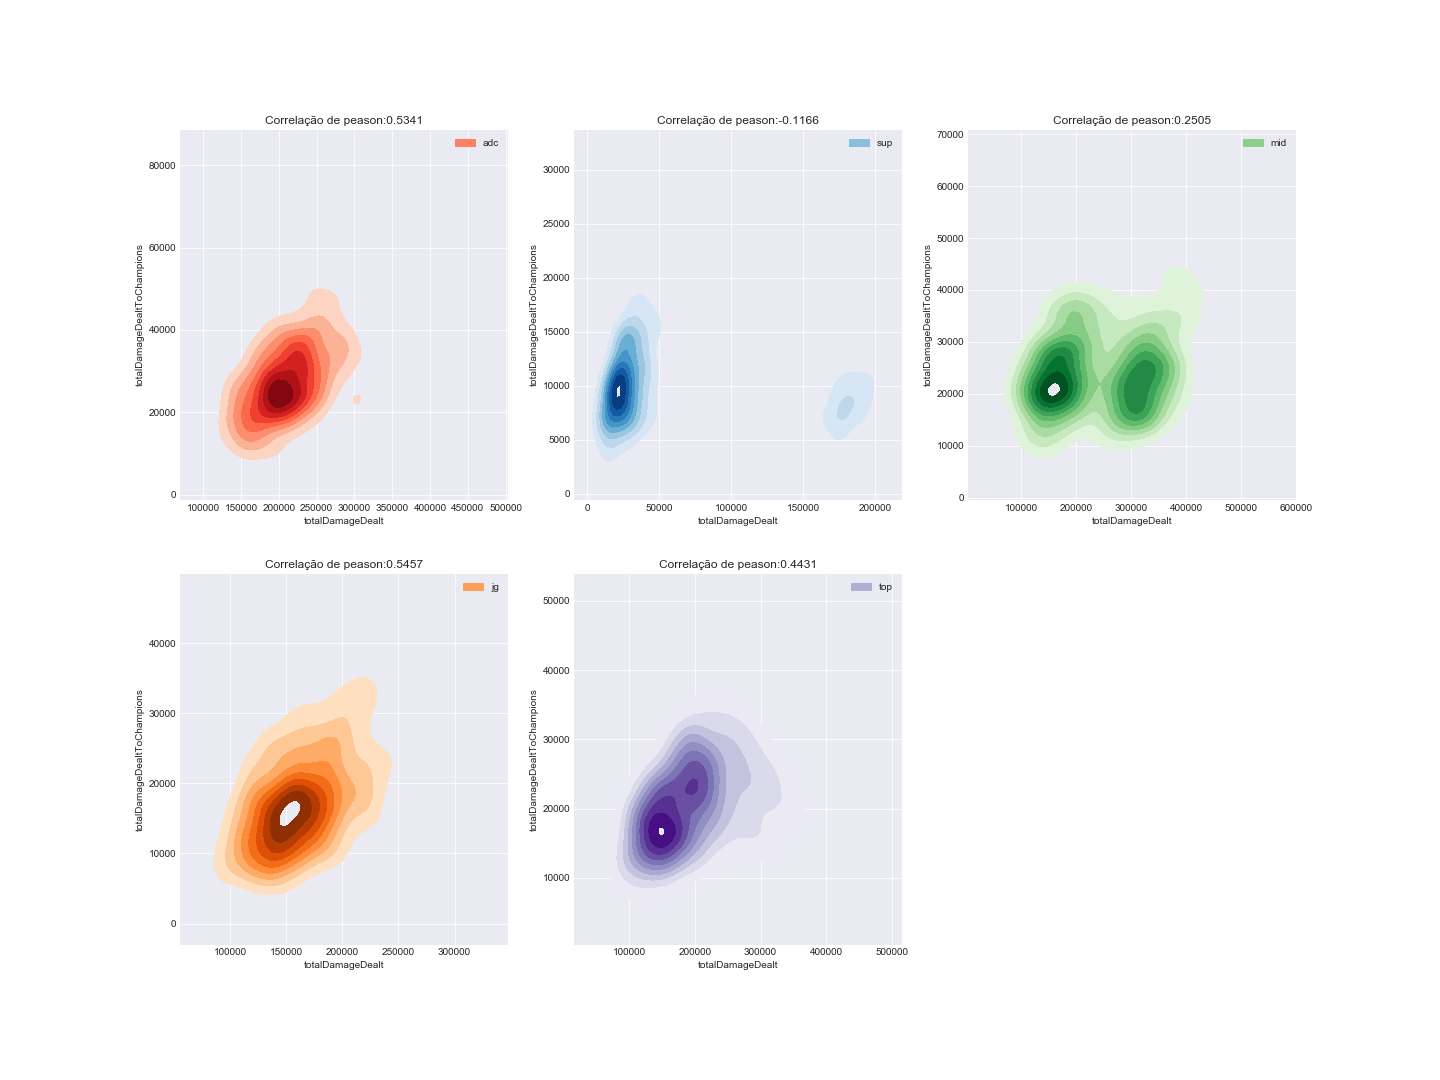 Correlação de peason:0.5341
adc
80000
60000
40000
20000
0
totalDamageDealtToChampions
100000 150000 200000 250000 300000 350000 400000 450000 500000
totalDamageDealt
Correlação de peason:-0.1166
sup
30000
25000
20000
15000
10000
5000
0
totalDamageDealtToChampions
0 50000 100000 150000 200000
totalDamageDealt
Correlação de peason:0.2505
mid
70000
60000
50000
40000
30000
20000
10000
0
totalDamageDealtToChampions
100000 200000 300000 400000 500000 600000
totalDamageDealt
Correlação de peason:0.5457
jg
40000
30000
20000
10000
0
totalDamageDealtToChampions
100000 150000 200000 250000 300000
totalDamageDealt
Correlação de peason:0.4431
top
50000
40000
30000
20000
10000
totalDamageDealtToChampions
100000 200000 300000 400000 500000
totalDamageDealt